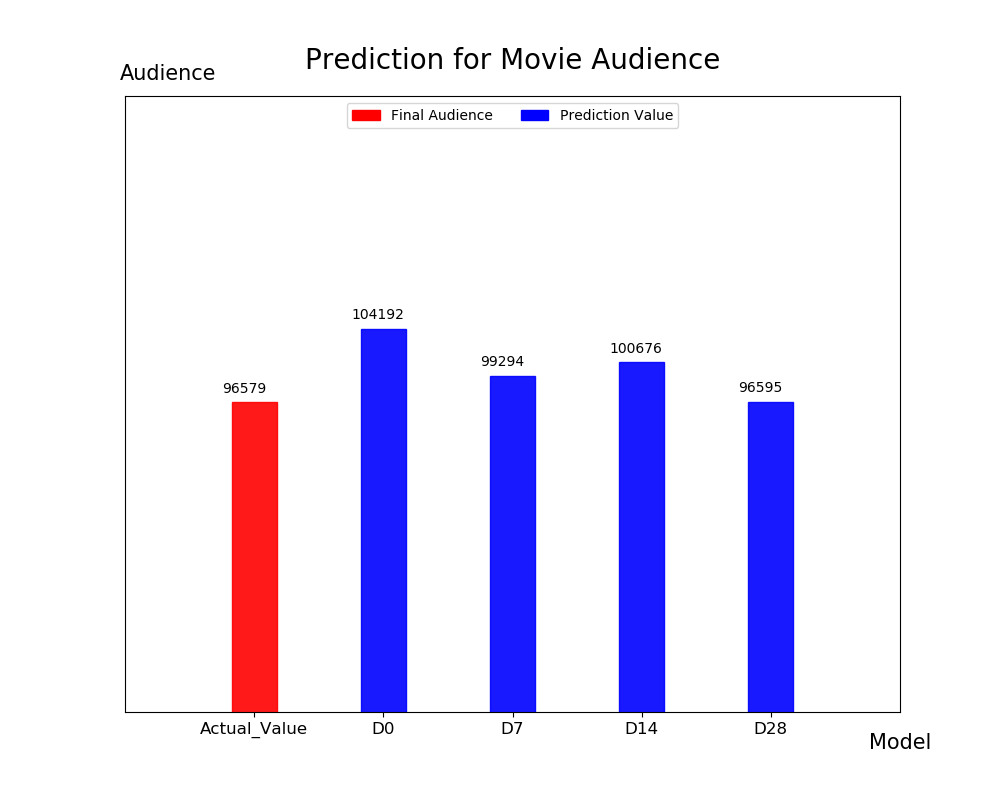 Prediction for Movie Audience
Audience
Final Audience Prediction Value
104192
100676
99294
96579
96595
Actual_Value D0 D7 D14 D28
Model